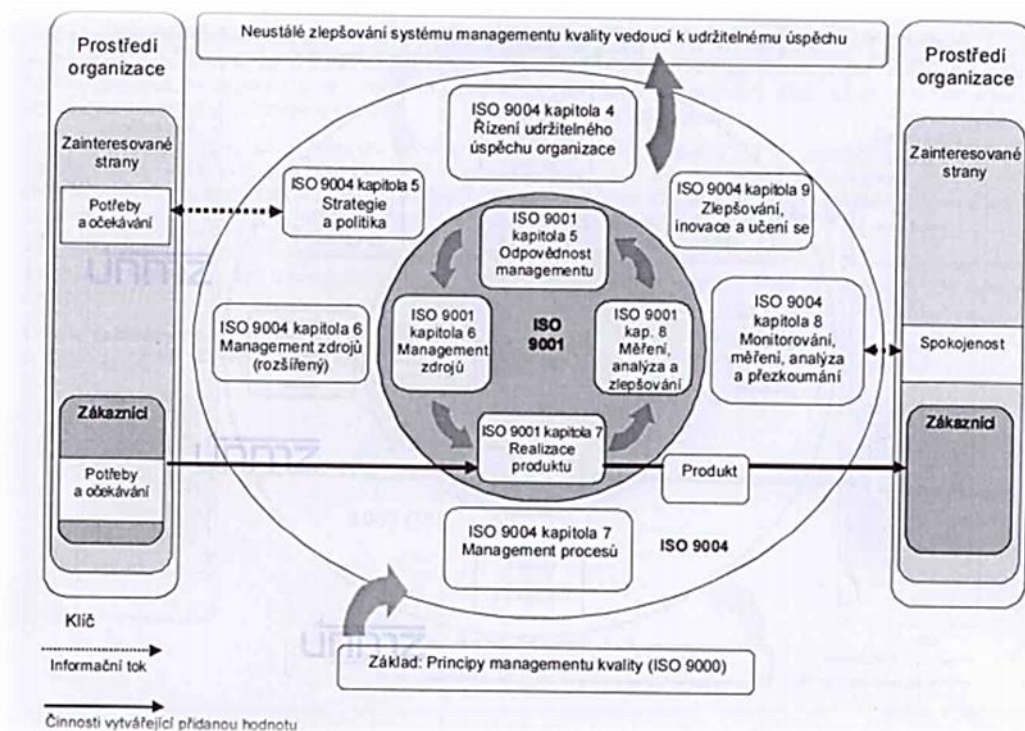 Neustálé zlepšování systému managementu kvality vedoucí k udržitelnému úspěchu
Prostředí
organizace
Zainteresované
strany
Potřeby
a očekávání
Zákazníci
Potřeby
a očekávání
ISO 9004 kapitola 4
Řízení udržitelného
úspěchu organizace
ISO 9004 kapitola 5
Strategie
a politika
ISO 9004 kapitola 9
Zlepšování,
inovace a učení se
ISO 9001
kapitola 5
Odpovědnost
managementu
ISO 9004 kapitola 6
Management zdrojů
(rozšířený)
ISO 9001
kapitola 6
Management
zdrojů
ISO
9001
ISO 9001
kap. 8
Měření,
analýza a
zlepšování
ISO 9004
kapitola 8
Monitorování,
měření, analýza
a přezkoumání
ISO 9001 kapitola 7
Realizace
produktu
Produkt
ISO 9004 kapitola 7
Management procesů
ISO 9004
Prostředí
organizace
Zainteresované
strany
Spokojenost
Zákazníci
Klíč
Informační tok
Základ: Principy managementu kvality (ISO 9000)
Činnosti vytvářející přidanou hodnotu